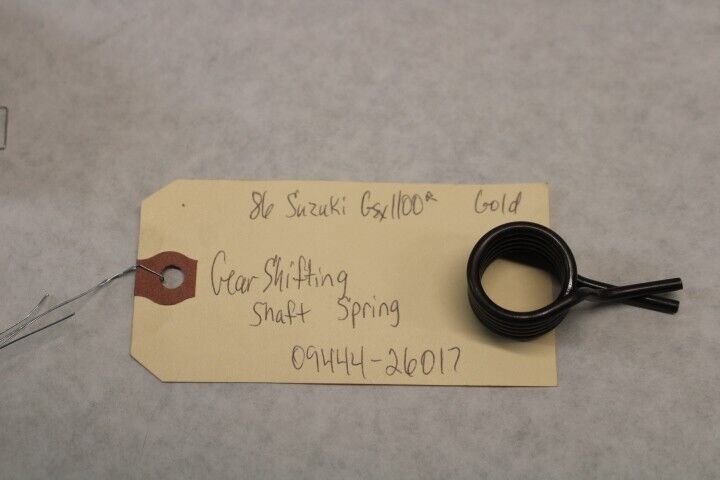 86 Suzuki Gsx1100R Gold
Gear Shifting
Shaft Spring
09444-26017